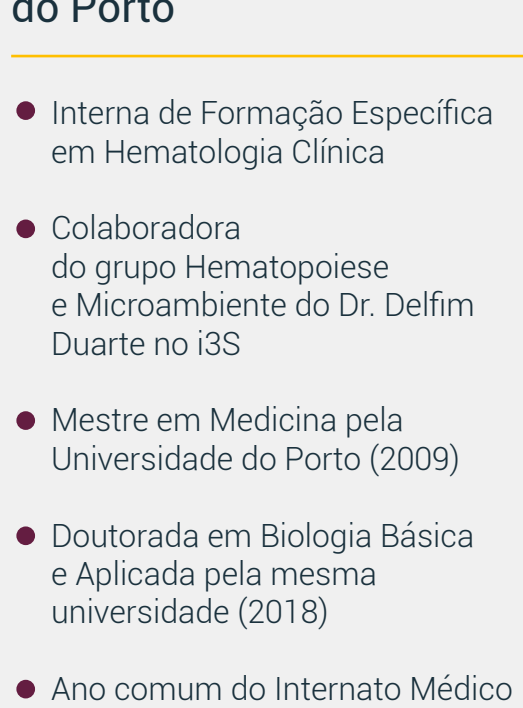 do Porto
Interna de Formação Específica
em Hematologia Clínica
Colaboradora
do grupo Hematopoiese
e Microambiente do Dr. Delfim
Duarte no i3S
Mestre em Medicina pela
Universidade do Porto (2009)
Doutorada em Biologia Básica
e Aplicada pela mesma
universidade (2018)
Ano comum do Internato Médico